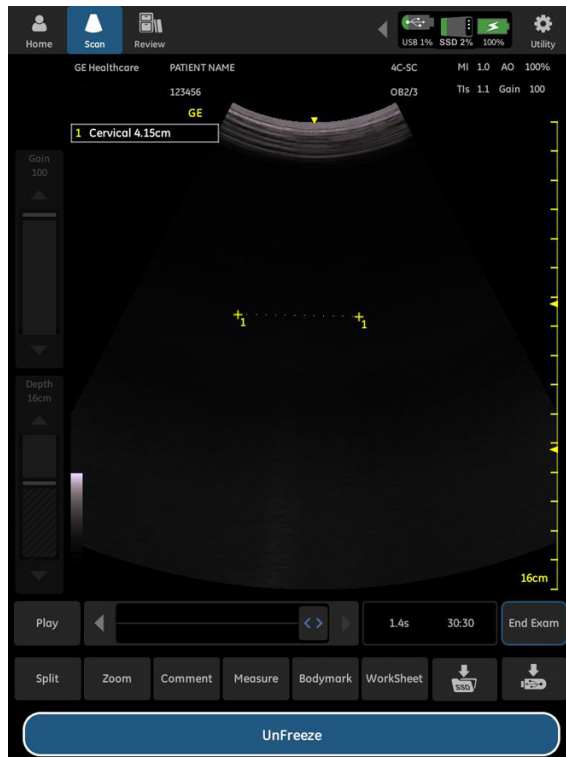 USB 1% SSD 2% 100%
Home Scan Review Utility
GE Healthcare PATIENT NAME 4C-SC MI 1.0 AO 100%
123456 OB2/3 TIs 1.1 Gain 100
GE
1 Cervical 4.15cm
Gain
100
1 1
Depth
16cm
16cm
Play 1.4s 30:30 End Exam
Split Zoom Comment Measure Bodymark WorkSheet SSD
UnFreeze